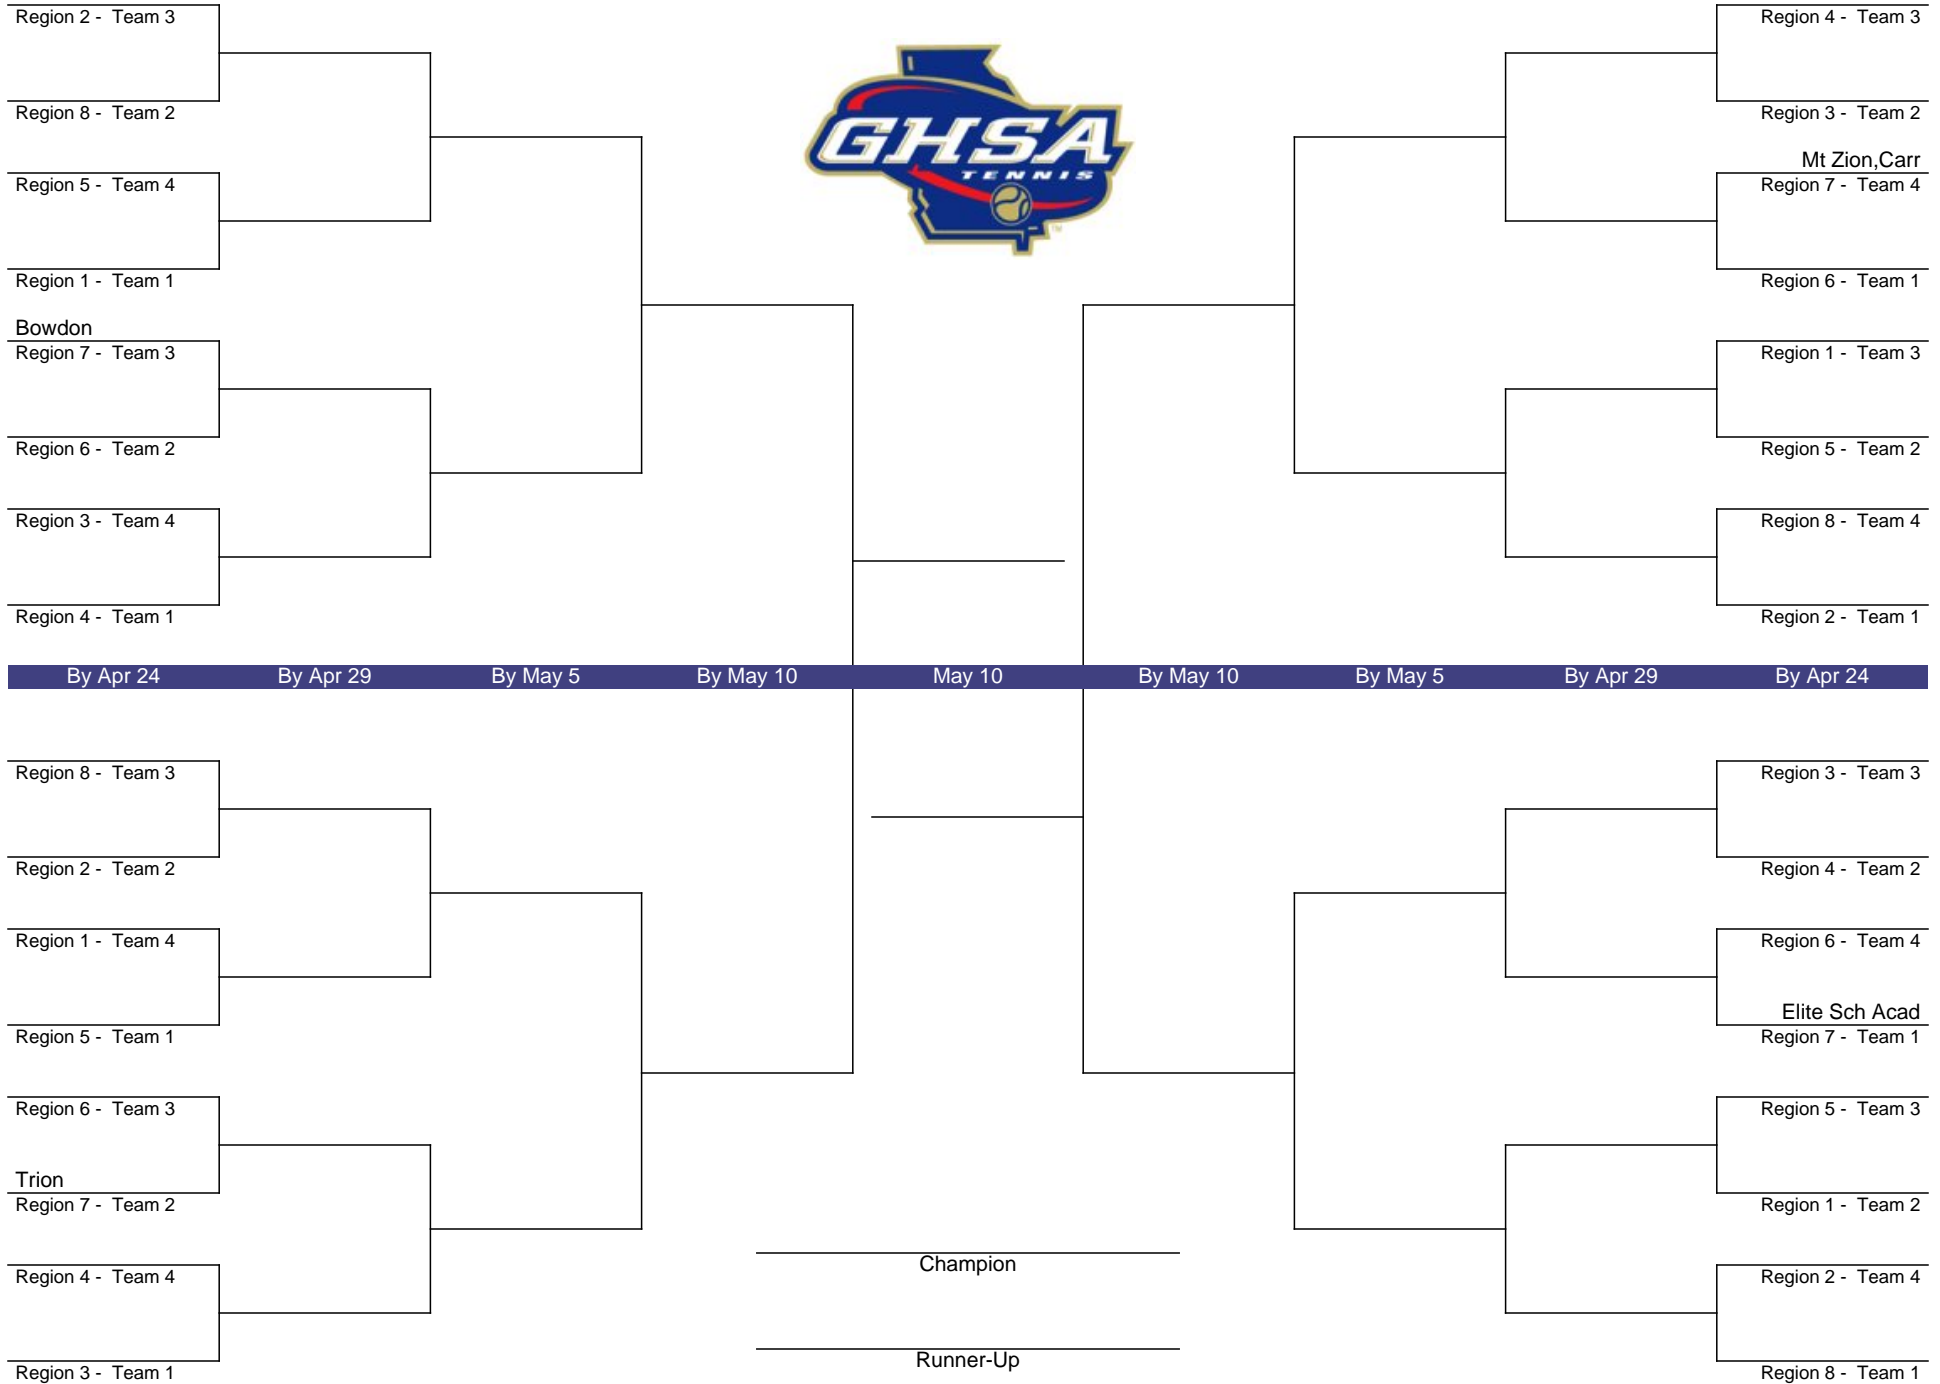 Region 2 - Team 3
Region 8 - Team 2
Region 5 - Team 4
Region 1 - Team 1
Bowdon
Region 7 - Team 3
Region 6 - Team 2
Region 3 - Team 4
Region 4 - Team 1
GHSA
TENNIS
TM
Region 4 - Team 3
Region 3 - Team 2
Mt Zion,Carr
Region 7 - Team 4
Region 6 - Team 1
Region 1 - Team 3
Region 5 - Team 2
Region 8 - Team 4
Region 2 - Team 1
By Apr 24 By Apr 29 By May 5 By May 10 May 10 By May 10 By May 5 By Apr 29 By Apr 24
Region 8 - Team 3
Region 2 - Team 2
Region 1 - Team 4
Region 5 - Team 1
Region 6 - Team 3
Trion
Region 7 - Team 2
Region 4 - Team 4
Region 3 - Team 1
Champion
Runner-Up
Region 3 - Team 3
Region 4 - Team 2
Region 6 - Team 4
Elite Sch Acad
Region 7 - Team 1
Region 5 - Team 3
Region 1 - Team 2
Region 2 - Team 4
Region 8 - Team 1